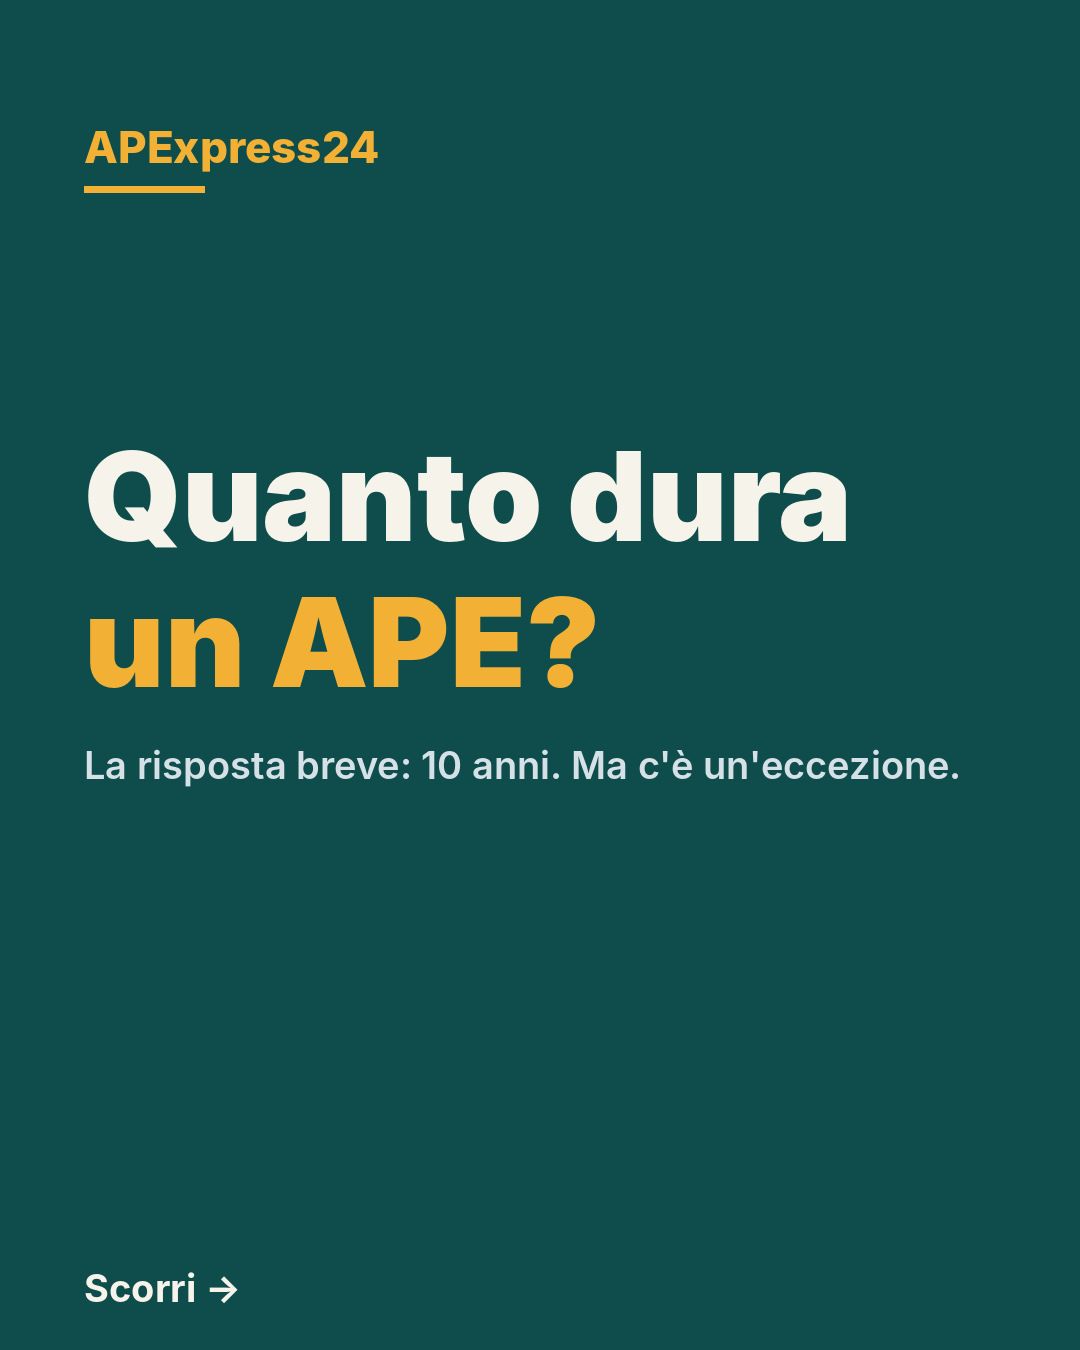 APExpress24
Quanto dura
un APE?
La risposta breve: 10 anni. Ma c'è un'eccezione.
Scorri →